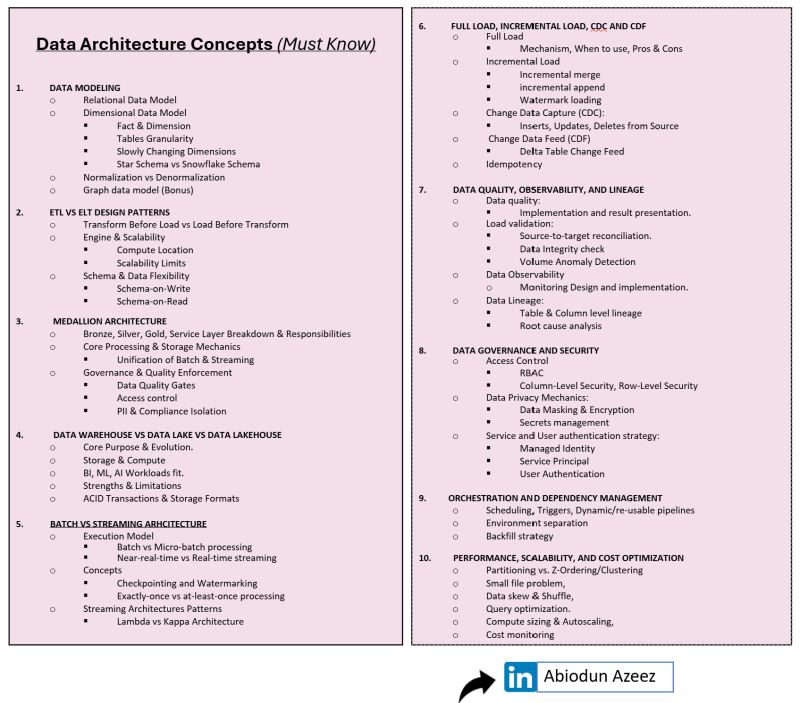 Data Architecture Concepts (Must Know)
1. DATA MODELING
o Relational Data Model
o Dimensional Data Model
▪ Fact & Dimension
▪ Tables Granularity
▪ Slowly Changing Dimensions
▪ Star Schema vs Snowflake Schema
o Normalization vs Denormalization
o Graph data model (Bonus)
2. ETL VS ELT DESIGN PATTERNS
o Transform Before Load vs Load Before Transform
o Engine & Scalability
▪ Compute Location
▪ Scalability Limits
o Schema & Data Flexibility
▪ Schema-on-Write
▪ Schema-on-Read
3. MEDALLION ARCHITECTURE
o Bronze, Silver, Gold, Service Layer Breakdown & Responsibilities
o Core Processing & Storage Mechanics
▪ Unification of Batch & Streaming
o Governance & Quality Enforcement
▪ Data Quality Gates
▪ Access control
▪ PII & Compliance Isolation
4. DATA WAREHOUSE VS DATA LAKE VS DATA LAKEHOUSE
o Core Purpose & Evolution.
o Storage & Compute
o BI, ML, AI Workloads fit.
o Strengths & Limitations
o ACID Transactions & Storage Formats
5. BATCH VS STREAMING ARHCITECTURE
o Execution Model
▪ Batch vs Micro-batch processing
▪ Near-real-time vs Real-time streaming
o Concepts
▪ Checkpointing and Watermarking
▪ Exactly-once vs at-least-once processing
o Streaming Architectures Patterns
▪ Lambda vs Kappa Architecture
6. FULL LOAD, INCREMENTAL LOAD, CDC AND CDF
o Full Load
▪ Mechanism, When to use, Pros & Cons
o Incremental Load
▪ Incremental merge
▪ incremental append
▪ Watermark loading
o Change Data Capture (CDC):
▪ Inserts, Updates, Deletes from Source
o Change Data Feed (CDF)
▪ Delta Table Change Feed
o Idempotency
7. DATA QUALITY, OBSERVABILITY, AND LINEAGE
o Data quality:
▪ Implementation and result presentation.
o Load validation:
▪ Source-to-target reconciliation.
▪ Data Integrity check
▪ Volume Anomaly Detection
o Data Observability
o Monitoring Design and implementation.
o Data Lineage:
▪ Table & Column level lineage
▪ Root cause analysis
8. DATA GOVERNANCE AND SECURITY
o Access Control
▪ RBAC
▪ Column-Level Security, Row-Level Security
o Data Privacy Mechanics:
▪ Data Masking & Encryption
▪ Secrets management
o Service and User authentication strategy:
▪ Managed Identity
▪ Service Principal
▪ User Authentication
9. ORCHESTRATION AND DEPENDENCY MANAGEMENT
o Scheduling, Triggers, Dynamic/re-usable pipelines
o Environment separation
o Backfill strategy
10. PERFORMANCE, SCALABILITY, AND COST OPTIMIZATION
o Partitioning vs. Z-Ordering/Clustering
o Small file problem,
o Data skew & Shuffle,
o Query optimization.
o Compute sizing & Autoscaling,
o Cost monitoring
in Abiodun Azeez